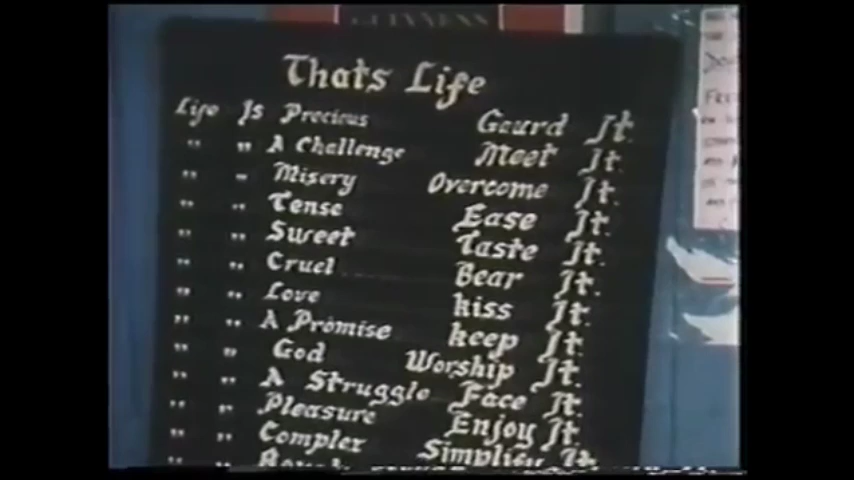 GUINNESS
Thats Life
Life Is Precious Gaurd It.
" " A Challenge Meet It.
" " Misery Overcome It.
" " Tense Ease It.
" " Sweet Taste It.
" " Cruel Bear It.
" " Love kiss It.
" " A Promise keep It.
" " God Worship It.
" " A Struggle Face It.
" " Pleasure Enjoy It.
" " Complex Simplify It.